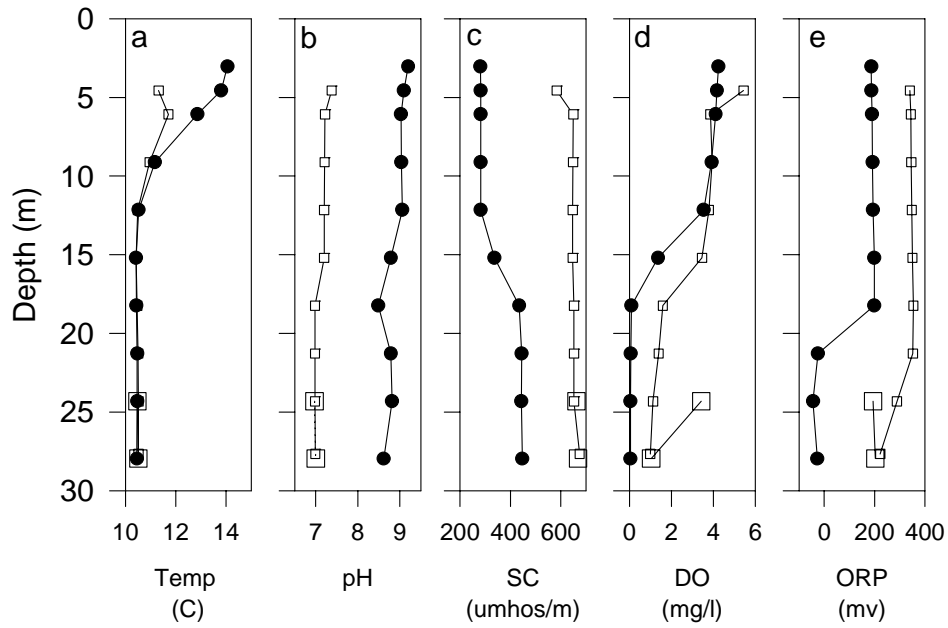 a b c d e
0
5
10
15
20
25
30
Depth (m)
10 12 14
7 8 9
200 400 600
0 2 4 6
0 200 400
Temp
(C)
pH
SC
(umhos/m)
DO
(mg/l)
ORP
(mv)